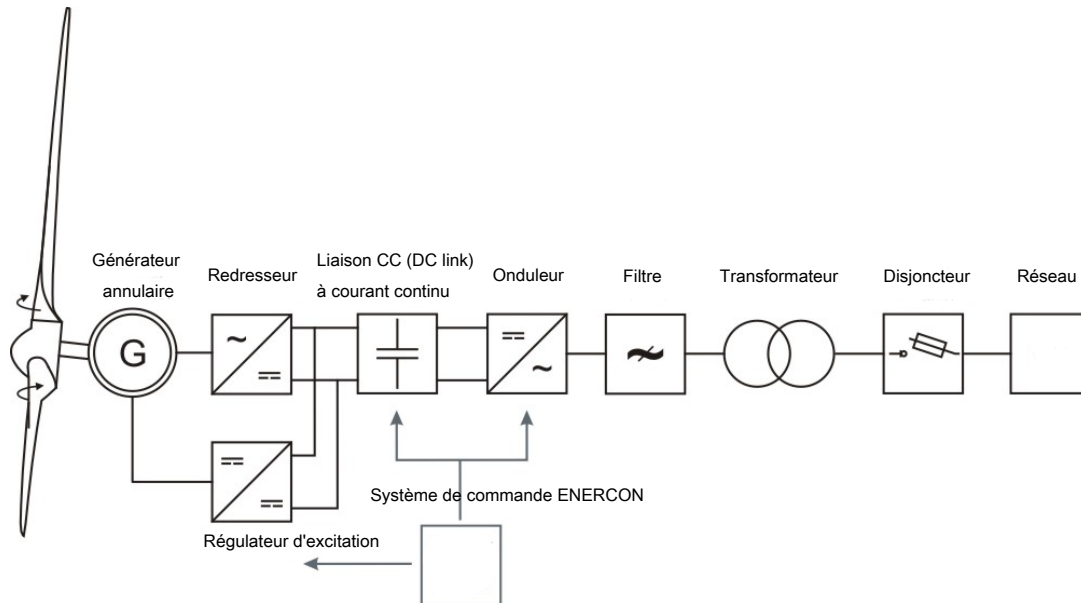 Générateur
annulaire
Redresseur
Liaison CC (DC link)
à courant continu
Onduleur
Filtre
Transformateur
Disjoncteur
Réseau
G
Système de commande ENERCON
Régulateur d'excitation